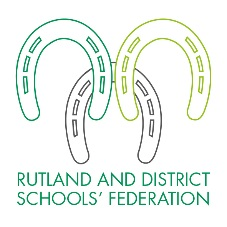 RUTLAND AND DISTRICT
SCHOOLS' FEDERATION